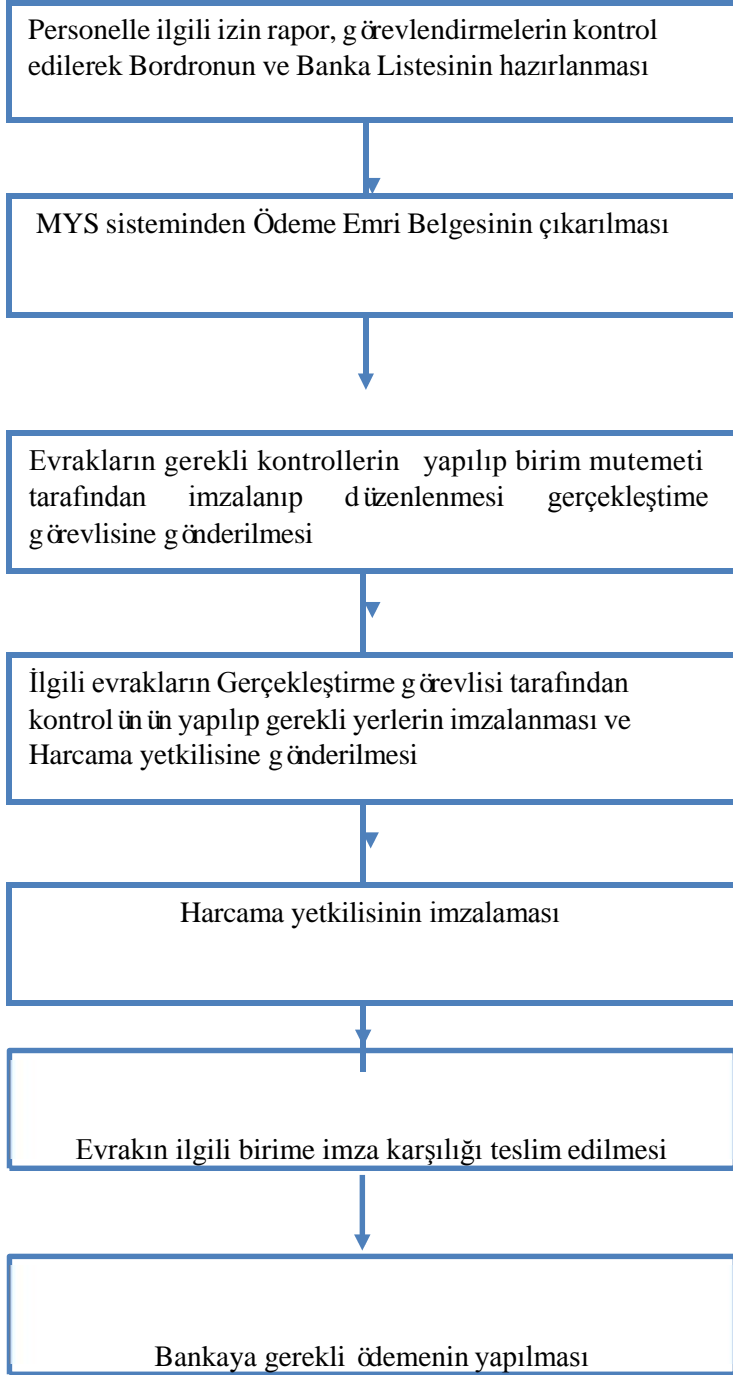 Personelle ilgili izin rapor, görevlendirmelerin kontrol
edilerek Bordronun ve Banka Listesinin hazırlanması
MYS sisteminden Ödeme Emri Belgesinin çıkarılması
Evrakların gerekli kontrollerin yapılıp birim mutemeti
tarafından imzalanıp düzenlenmesi gerçekleştime
görevlisine gönderilmesi
İlgili evrakların Gerçekleştirme görevlisi tarafından
kontrolünün yapılıp gerekli yerlerin imzalanması ve
Harcama yetkilisine gönderilmesi
Harcama yetkilisinin imzalaması
Evrakın ilgili birime imza karşılığı teslim edilmesi
Bankaya gerekli ödemenin yapılması